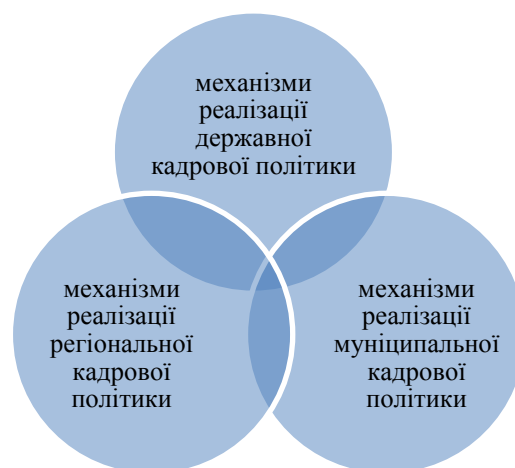 механізми
реалізації
державної
кадрової політики
механізми
реалізації
регіональної
кадрової
політики
механізми
реалізації
муніципальної
кадрової
політики